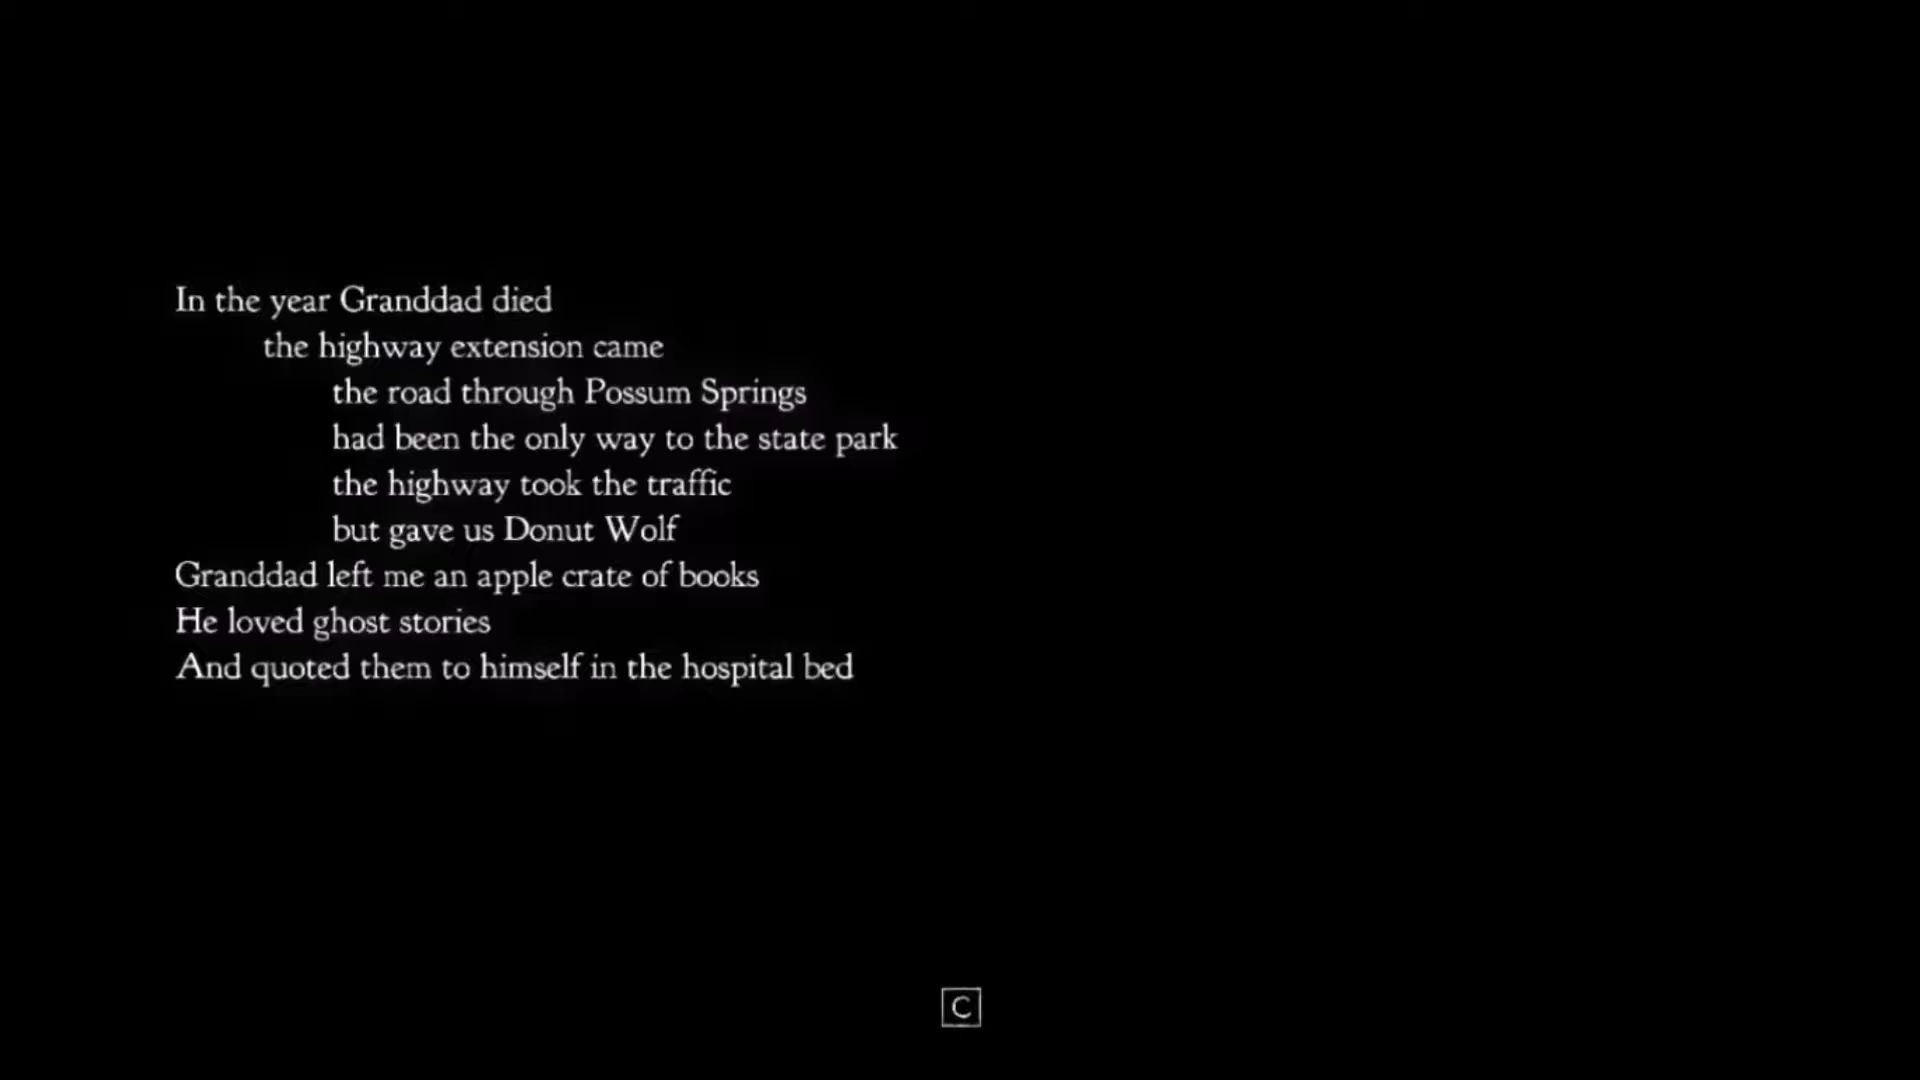 In the year Granddad died
the highway extension came
the road through Possum Springs
had been the only way to the state park
the highway took the traffic
but gave us Donut Wolf
Granddad left me an apple crate of books
He loved ghost stories
And quoted them to himself in the hospital bed
C